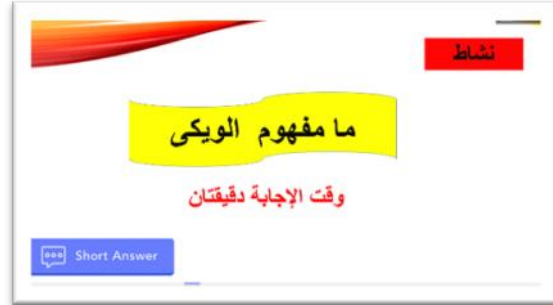 نشاط
ما مفهوم الويكى
وقت الإجابة دقيقتان
Short Answer